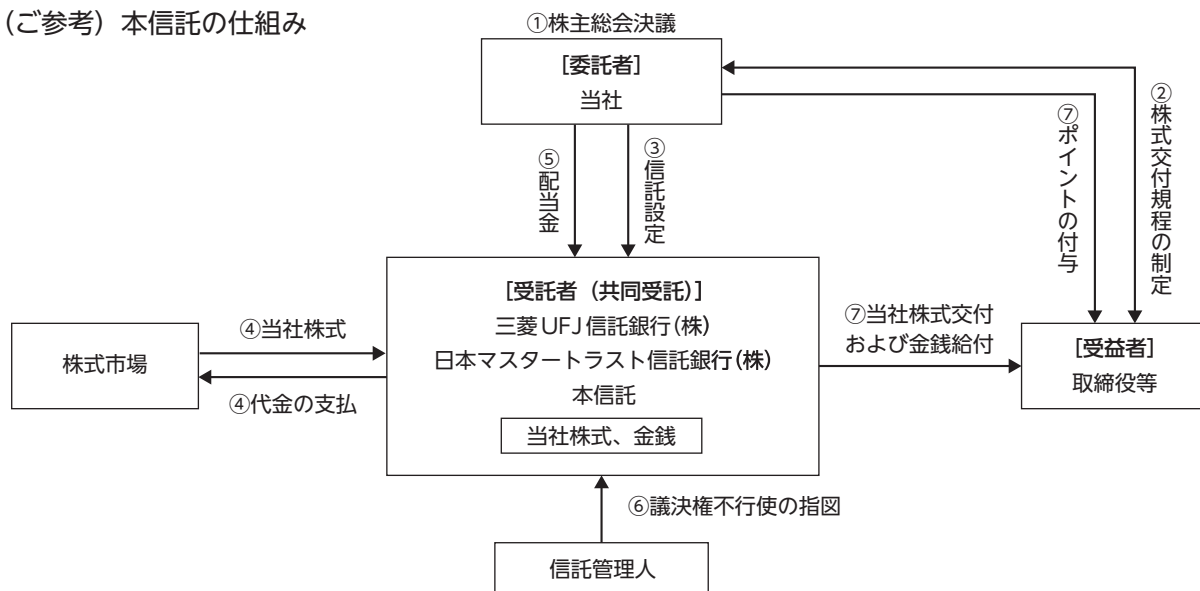 （ご参考）本信託の仕組み
①株主総会決議
［委託者］
当社
⑤配当金
③信託設定
⑦ポイントの付与
②株式交付規程の制定
［受託者（共同受託）］
三菱UFJ信託銀行（株）
日本マスタートラスト信託銀行（株）
本信託
当社株式、金銭
株式市場
④当社株式
④代金の支払
⑦当社株式交付
および金銭給付
［受益者］
取締役等
⑥議決権不行使の指図
信託管理人